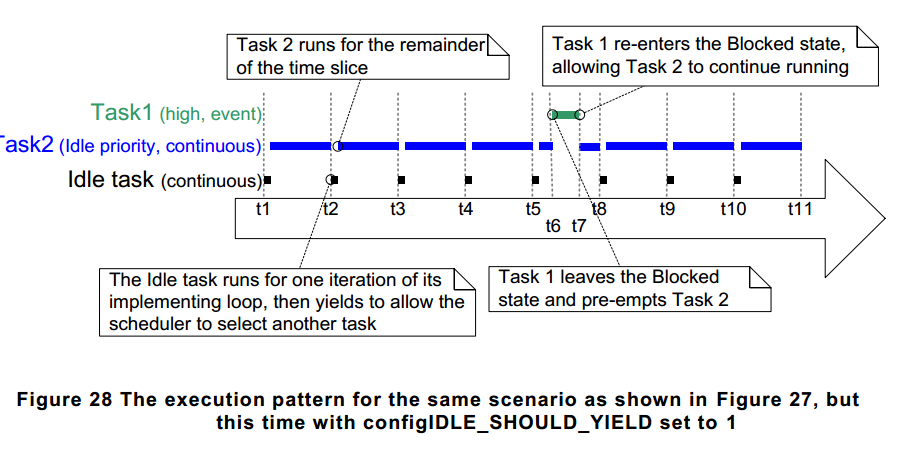 Task 2 runs for the remainder
of the time slice
Task 1 re-enters the Blocked state,
allowing Task 2 to continue running
Task1 (high, event)
Task2 (Idle priority, continuous)
Idle task (continuous)
t1 t2 t3 t4 t5 t8 t9 t10 t11
t6 t7
The Idle task runs for one iteration of its
implementing loop, then yields to allow the
scheduler to select another task
Task 1 leaves the Blocked
state and pre-empts Task 2
Figure 28 The execution pattern for the same scenario as shown in Figure 27, but
this time with configIDLE_SHOULD_YIELD set to 1